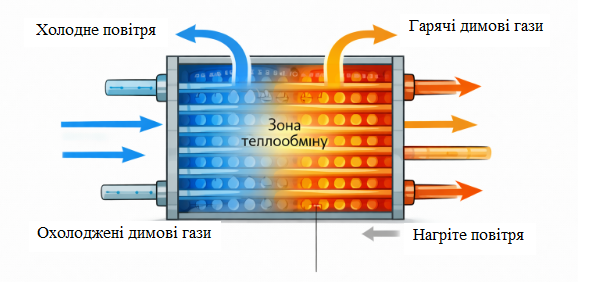 Холодне повітря
Гарячі димові гази
Зона
теплообміну
Охолоджені димові гази
Нагріте повітря